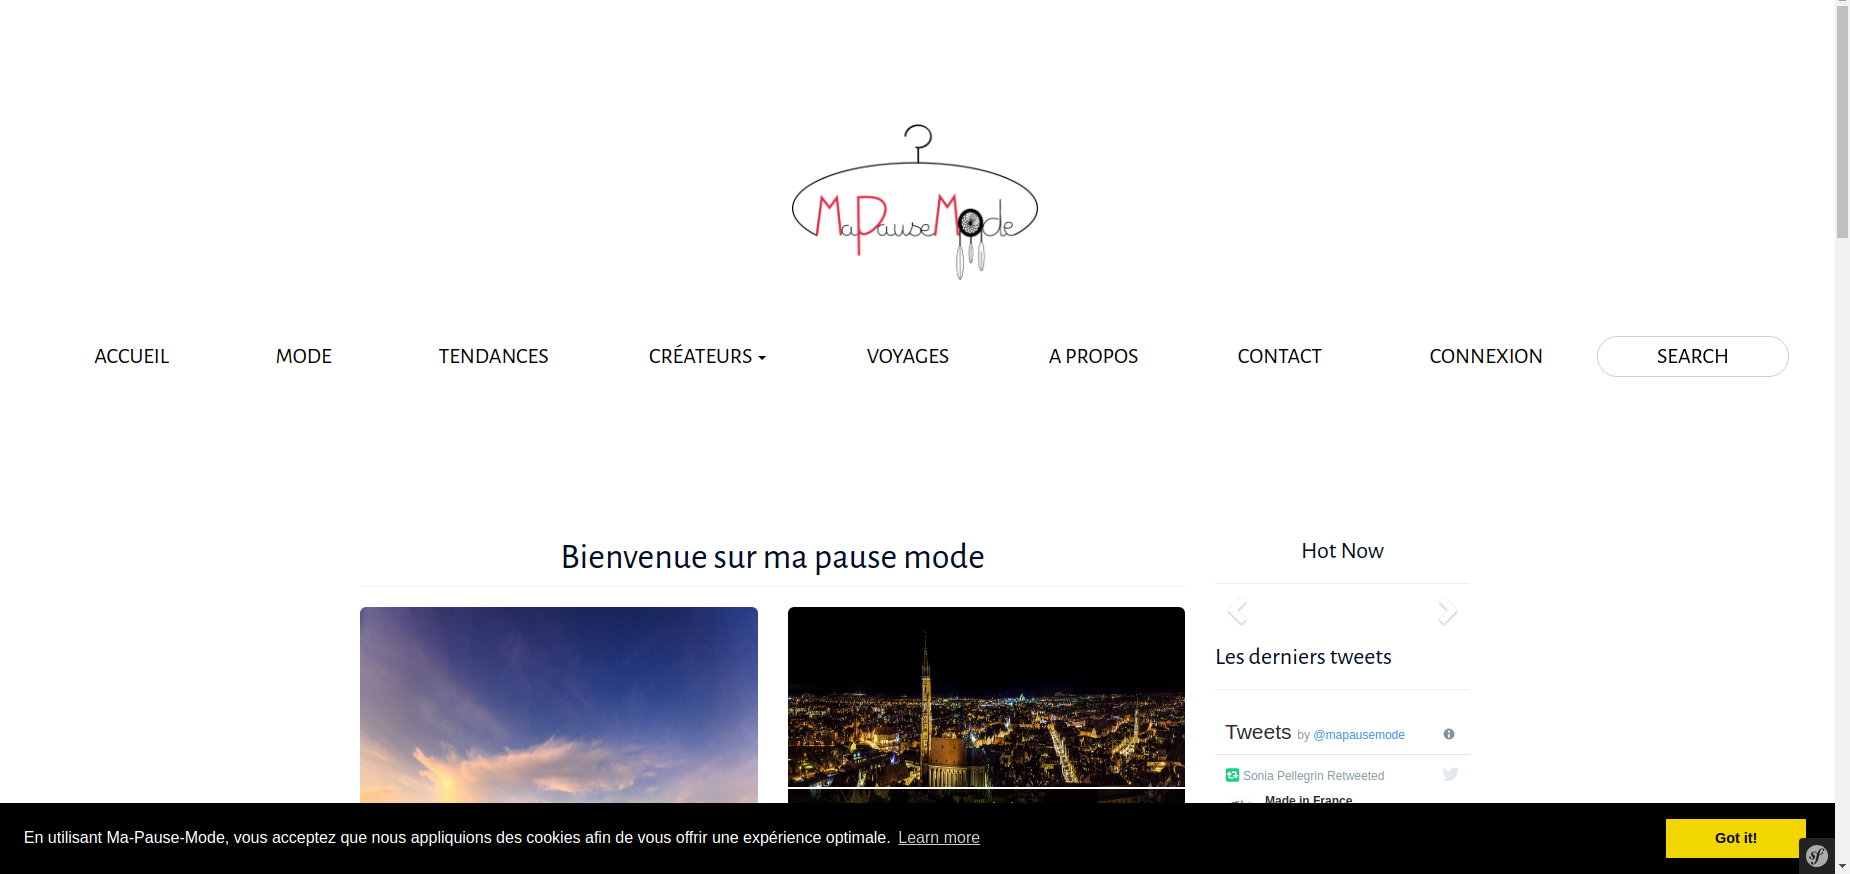 MaPauseMode
ACCUEIL MODE TENDANCES CRÉATEURS VOYAGES A PROPOS CONTACT CONNEXION SEARCH
Bienvenue sur ma pause mode
Hot Now
Les derniers tweets
Tweets by @mapausemode
Sonia Pellegrin Retweeted
Made in France
En utilisant Ma-Pause-Mode, vous acceptez que nous appliquions des cookies afin de vous offrir une expérience optimale. Learn more
Got it!
sf